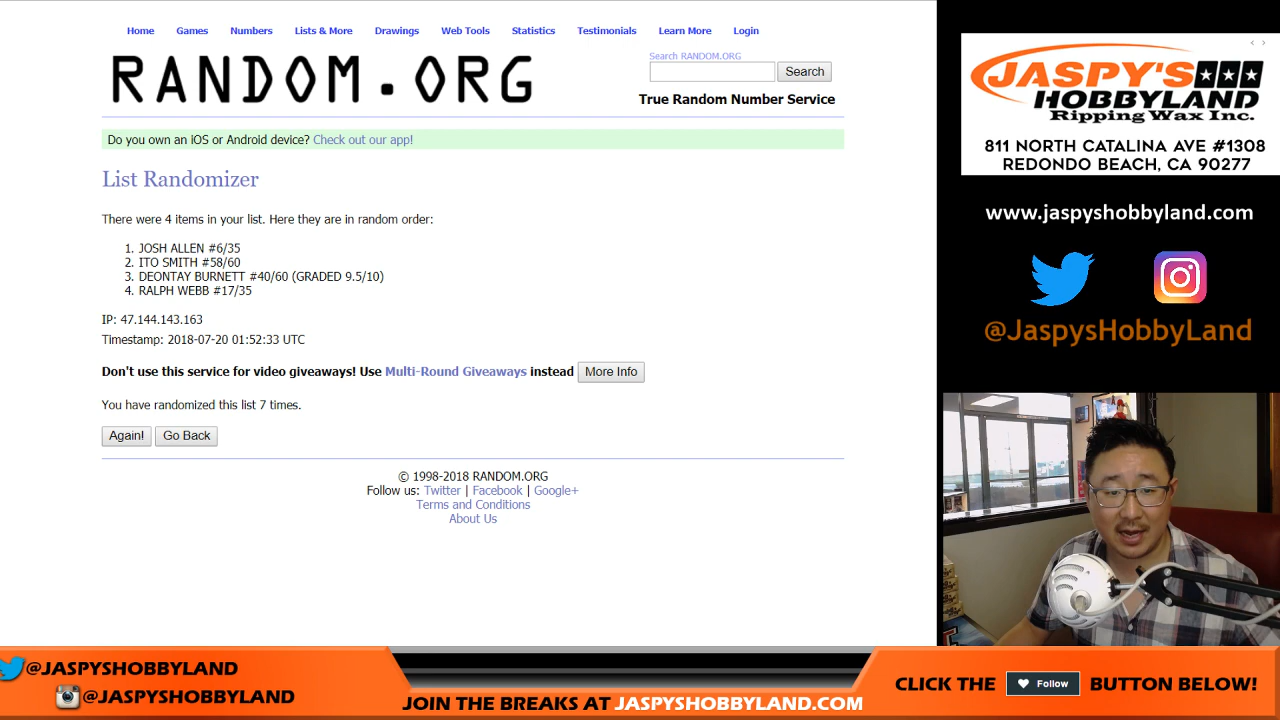 Home Games Numbers Lists & More Drawings Web Tools Statistics Testimonials Learn More Login
RANDOM.ORG
Search RANDOM.ORG
Search
True Random Number Service
Do you own an iOS or Android device? Check out our app!
List Randomizer
There were 4 items in your list. Here they are in random order:
1. JOSH ALLEN #6/35
2. ITO SMITH #58/60
3. DEONTAY BURNETT #40/60 (GRADED 9.5/10)
4. RALPH WEBB #17/35
IP: 47.144.143.163
Timestamp: 2018-07-20 01:52:33 UTC
Don't use this service for video giveaways! Use Multi-Round Giveaways instead More Info
You have randomized this list 7 times.
Again! Go Back
© 1998-2018 RANDOM.ORG
Follow us: Twitter | Facebook | Google+
Terms and Conditions
About Us
JASPY'S
HOBBYLAND
Ripping Wax Inc.
811 NORTH CATALINA AVE #1308
REDONDO BEACH, CA 90277
www.jaspyshobbyland.com
@JaspysHobbyLand
@JASPYSHOBBYLAND
@JASPYSHOBBYLAND
JOIN THE BREAKS AT JASPYSHOBBYLAND.COM
CLICK THE Follow BUTTON BELOW!